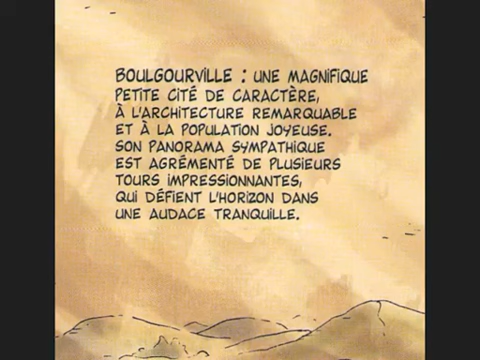 BOULGOURVILLE : UNE MAGNIFIQUE
PETITE CITÉ DE CARACTÈRE,
À L'ARCHITECTURE REMARQUABLE
ET À LA POPULATION JOYEUSE.
SON PANORAMA SYMPATHIQUE
EST AGRÉMENTÉ DE PLUSIEURS
TOURS IMPRESSIONNANTES,
QUI DÉFIENT L'HORIZON DANS
UNE AUDACE TRANQUILLE.